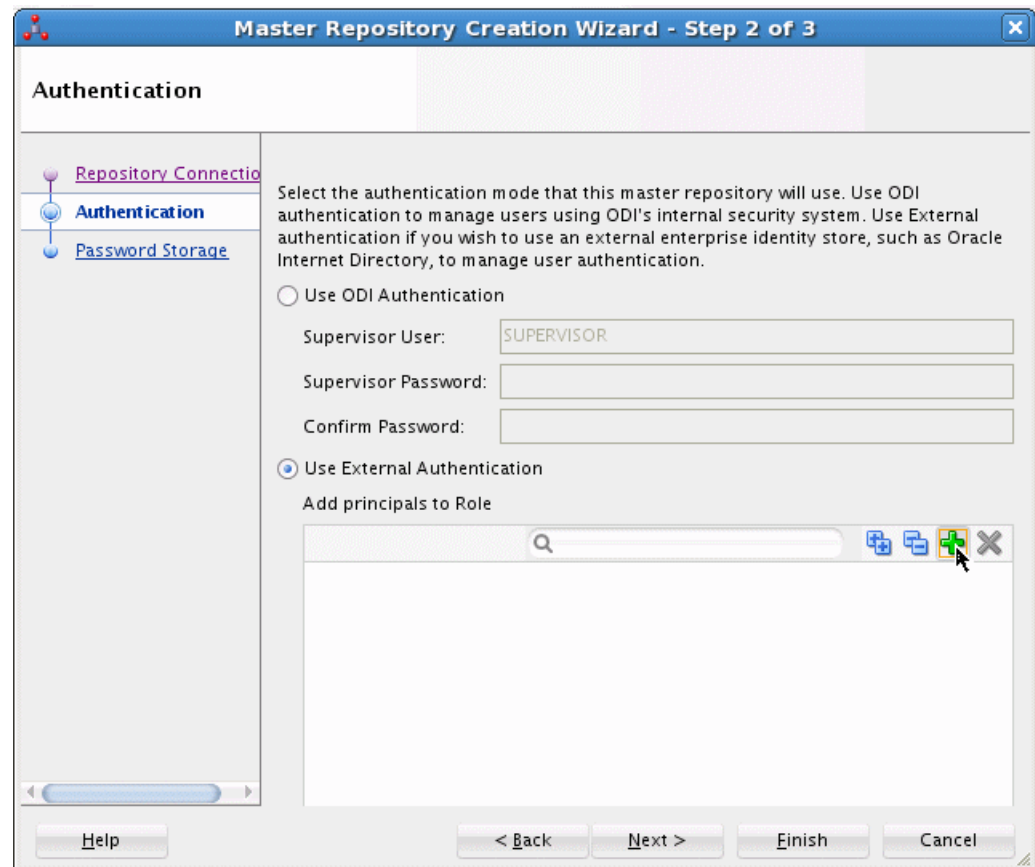 Master Repository Creation Wizard - Step 2 of 3
Authentication
Repository Connectio
Authentication
Password Storage
Select the authentication mode that this master repository will use. Use ODI
authentication to manage users using ODI's internal security system. Use External
authentication if you wish to use an external enterprise identity store, such as Oracle
Internet Directory, to manage user authentication.
Use ODI Authentication
Supervisor User: SUPERVISOR
Supervisor Password:
Confirm Password:
Use External Authentication
Add principals to Role
Help < Back Next > Finish Cancel